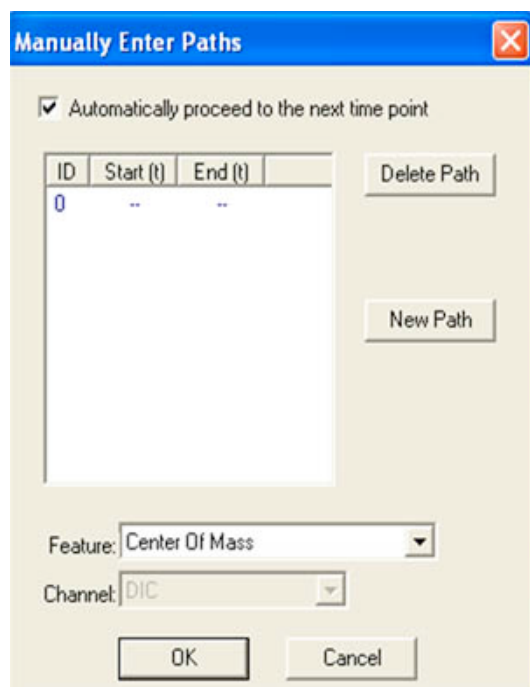 Manually Enter Paths
Automatically proceed to the next time point
ID Start (t) End (t)
0 -- --
Delete Path
New Path
Feature: Center Of Mass
Channel: DIC
OK Cancel